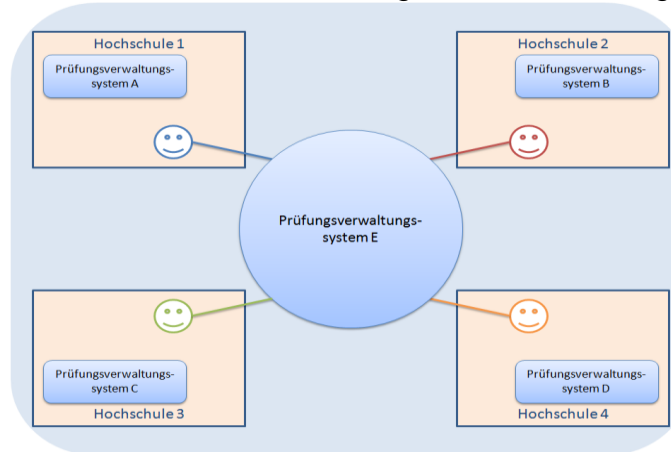 Hochschule 1
Prüfungsverwaltungs-
system A
Hochschule 2
Prüfungsverwaltungs-
system B
Prüfungsverwaltungs-
system E
Prüfungsverwaltungs-
system C
Hochschule 3
Prüfungsverwaltungs-
system D
Hochschule 4